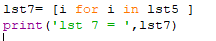 lst7= [i for i in lst5 ]
print('lst 7 = ',lst7)